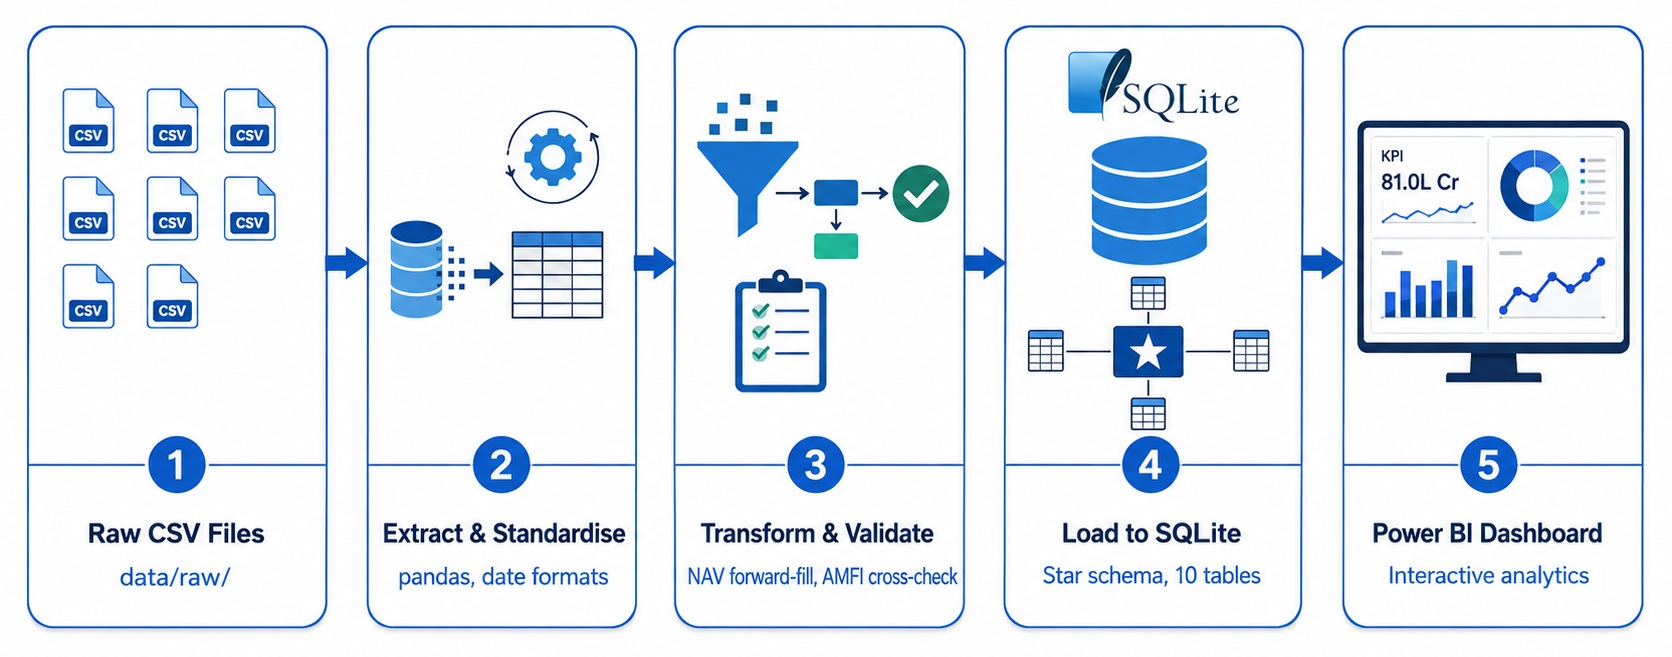 CSV CSV CSV
CSV CSV CSV
CSV CSV
1
Raw CSV Files
data/raw/
2
Extract & Standardise
pandas, date formats
3
Transform & Validate
NAV forward-fill, AMFI cross-check
SQLite
4
Load to SQLite
Star schema, 10 tables
KPI
81.0L Cr
5
Power BI Dashboard
Interactive analytics